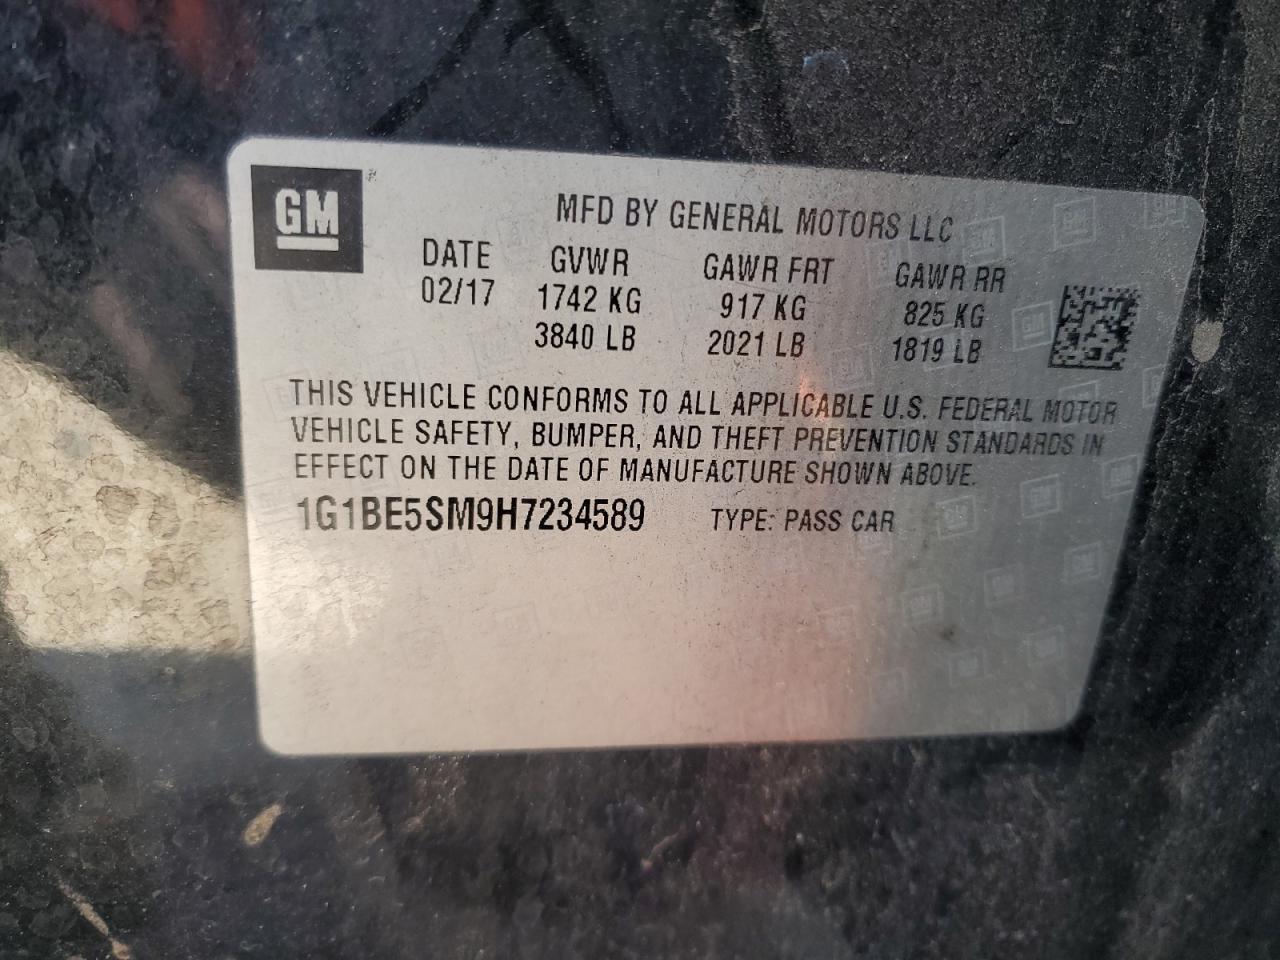 GM
MFD BY GENERAL MOTORS LLC
DATE GVWR GAWR FRT GAWR RR
02/17 1742 KG 917 KG 825 KG
3840 LB 2021 LB 1819 LB
THIS VEHICLE CONFORMS TO ALL APPLICABLE U.S. FEDERAL MOTOR
VEHICLE SAFETY, BUMPER, AND THEFT PREVENTION STANDARDS IN
EFFECT ON THE DATE OF MANUFACTURE SHOWN ABOVE.
1G1BE5SM9H7234589 TYPE: PASS CAR